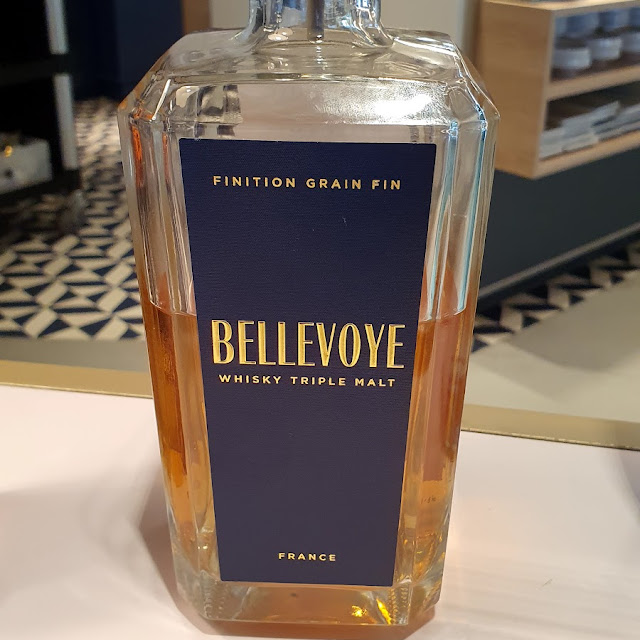 FINITION GRAIN FIN
BELLEVOYE
WHISKY TRIPLE MALT
FRANCE